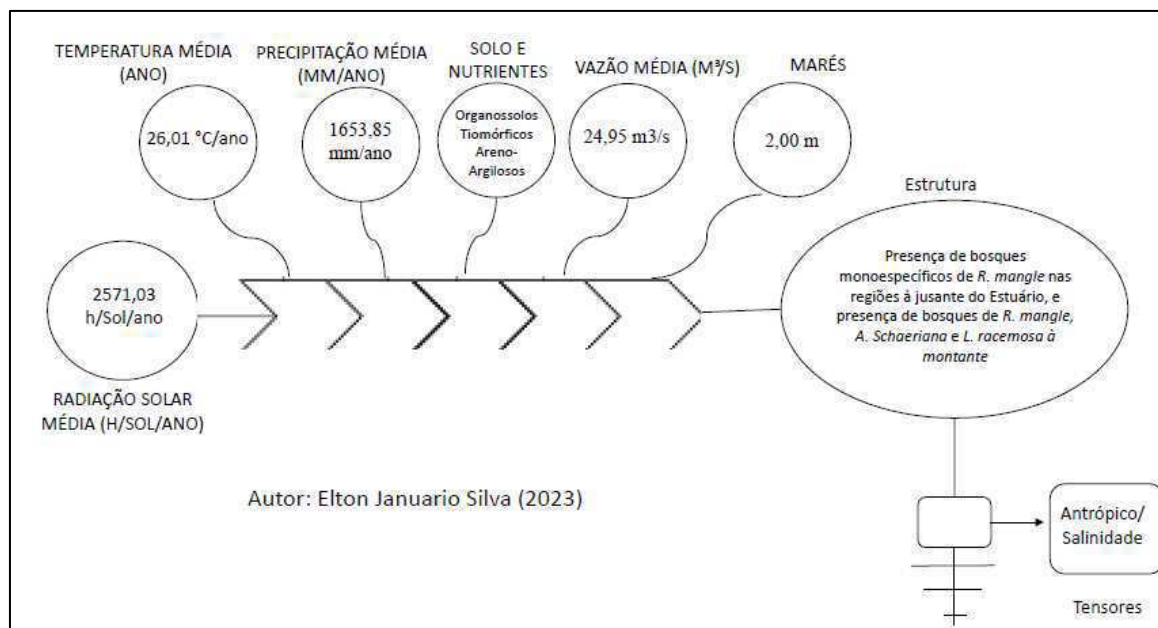 TEMPERATURA MÉDIA
(ANO)
26,01 °C/ano
PRECIPITAÇÃO MÉDIA
(MM/ANO)
1653,85
mm/ano
SOLO E
NUTRIENTES
Organossolos
Tiomórficos
Areno-
Argilosos
VAZÃO MÉDIA (M³/S)
24,95 m3/s
MARÉS
2,00 m
2571,03
h/Sol/ano
RADIAÇÃO SOLAR
MÉDIA (H/SOL/ANO)
Estrutura
Presença de bosques
monoespecíficos de R. mangle nas
regiões à jusante do Estuário, e
presença de bosques de R. mangle,
A. Schaeriana e L. racemosa à
montante
Autor: Elton Januario Silva (2023)
Antrópico/
Salinidade
Tensores